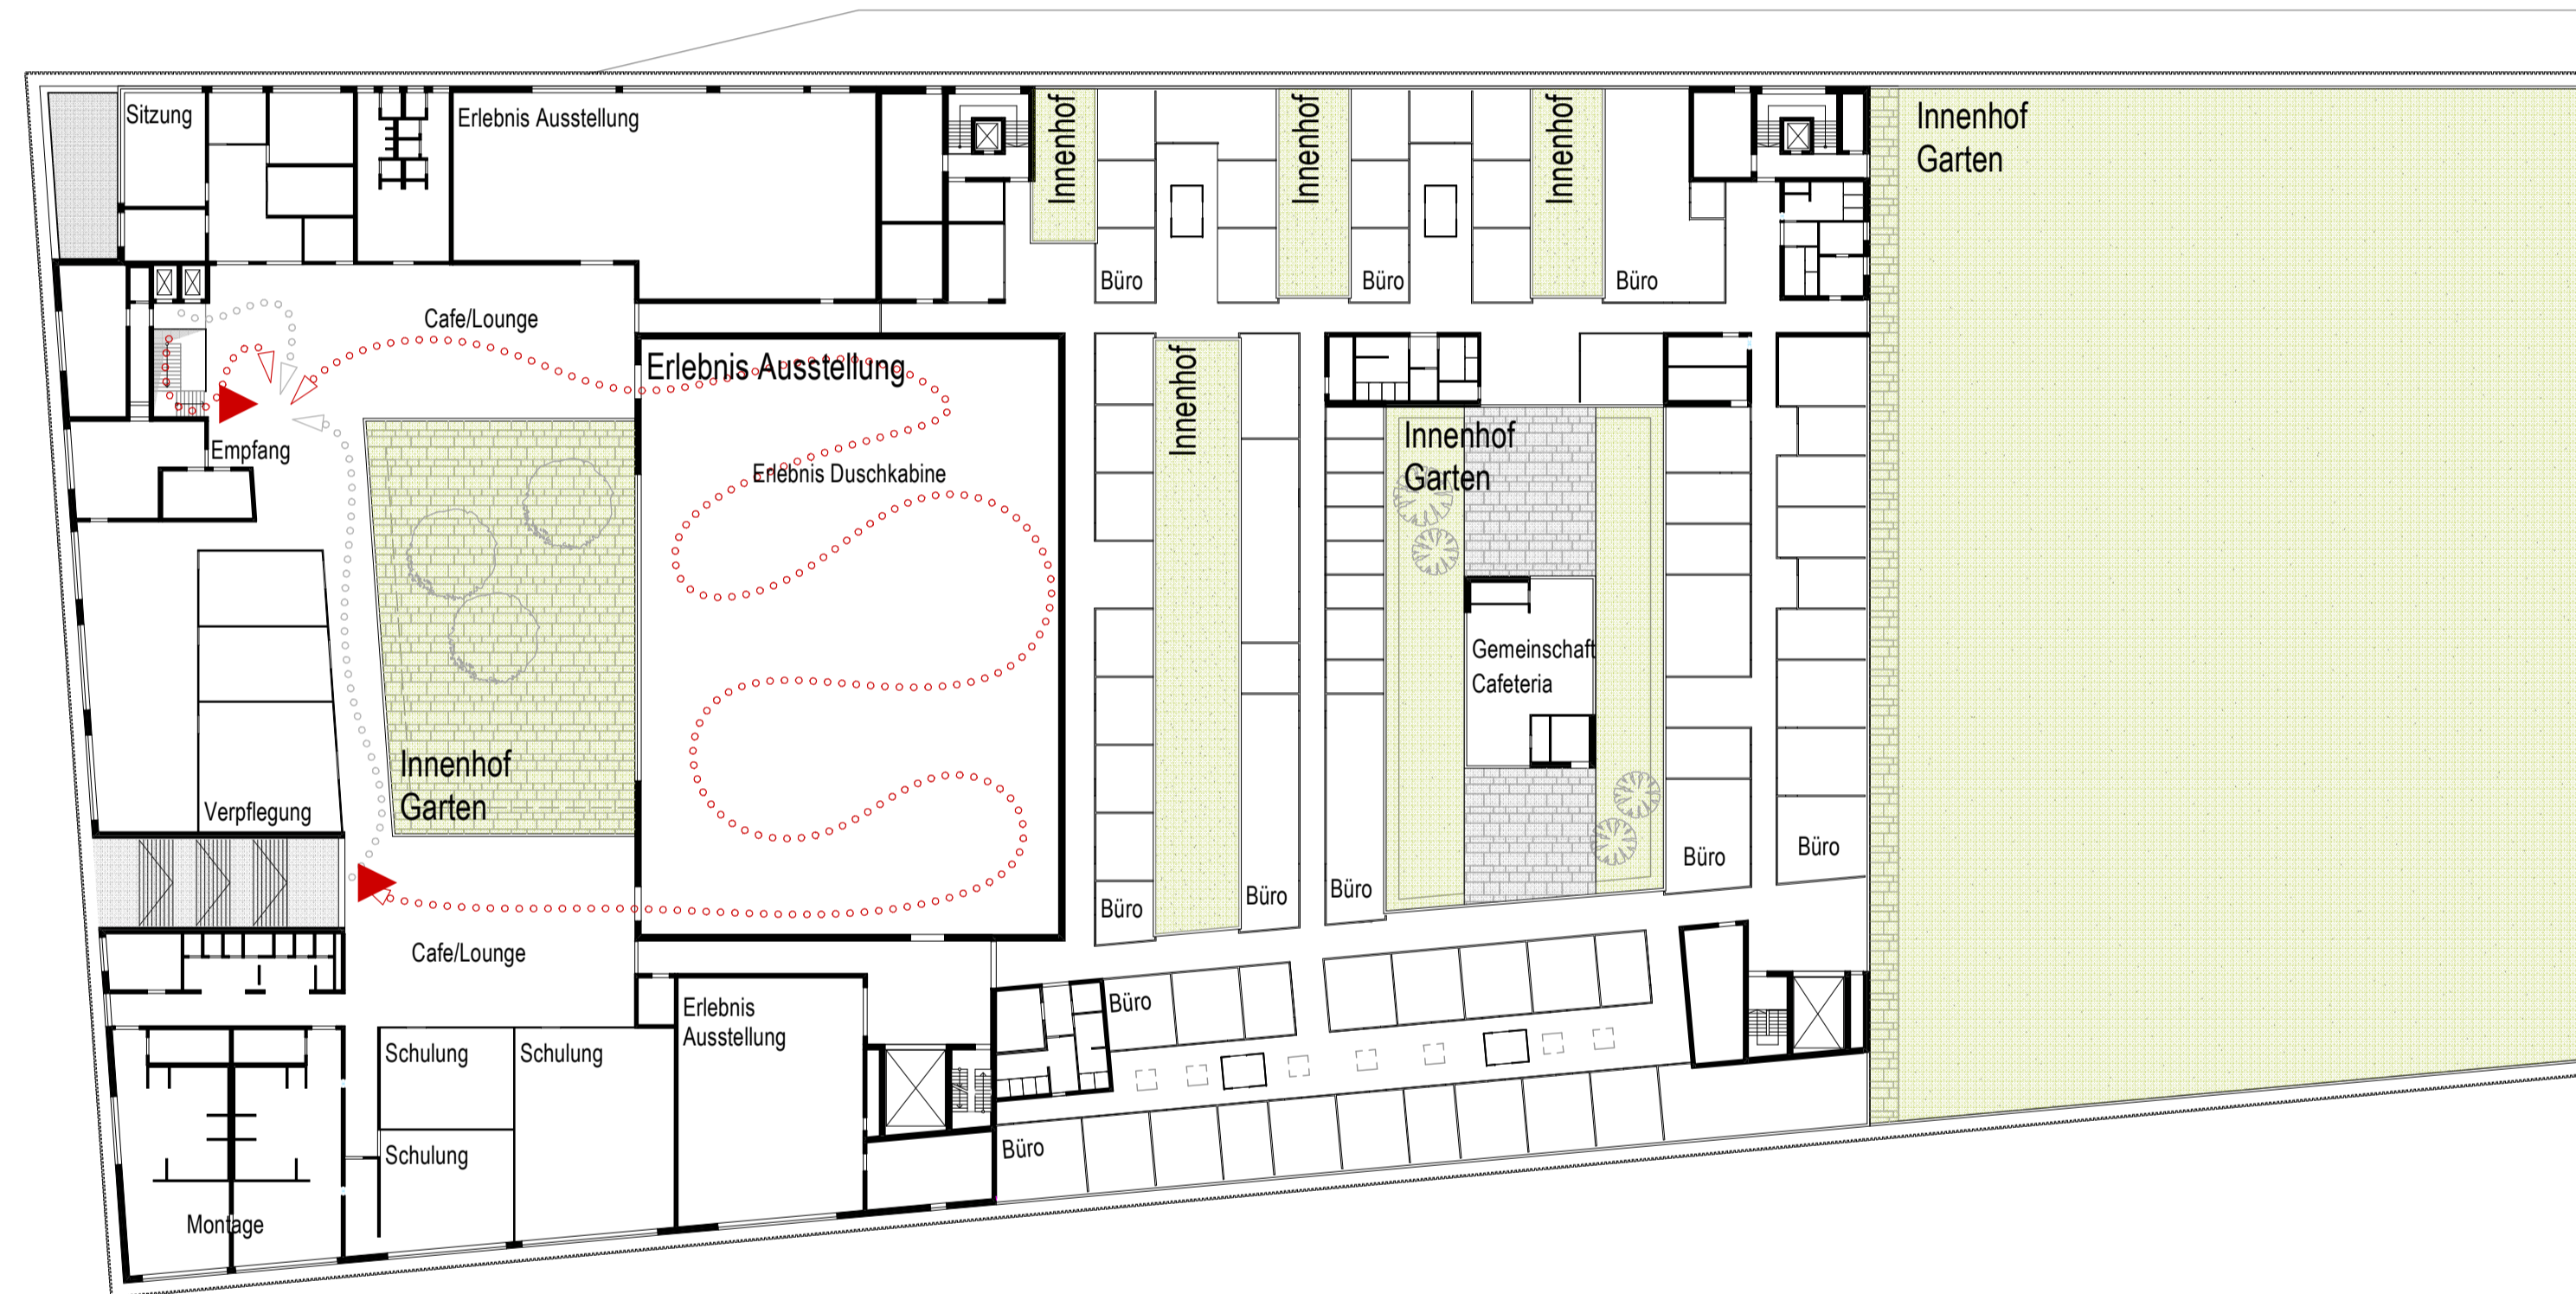 Innenhof
Garten
Sitzung
Erlebnis Ausstellung
Innenhof
Innenhof
Innenhof
Büro
Büro
Büro
Cafe/Lounge
Erlebnis Ausstellung
Innenhof
Empfang
Erlebnis Duschkabine
Innenhof
Garten
Gemeinschaft
Cafeteria
Innenhof
Garten
Verpflegung
Büro
Büro
Büro
Büro
Büro
Cafe/Lounge
Erlebnis
Ausstellung
Büro
Schulung
Schulung
Schulung
Büro
Montage